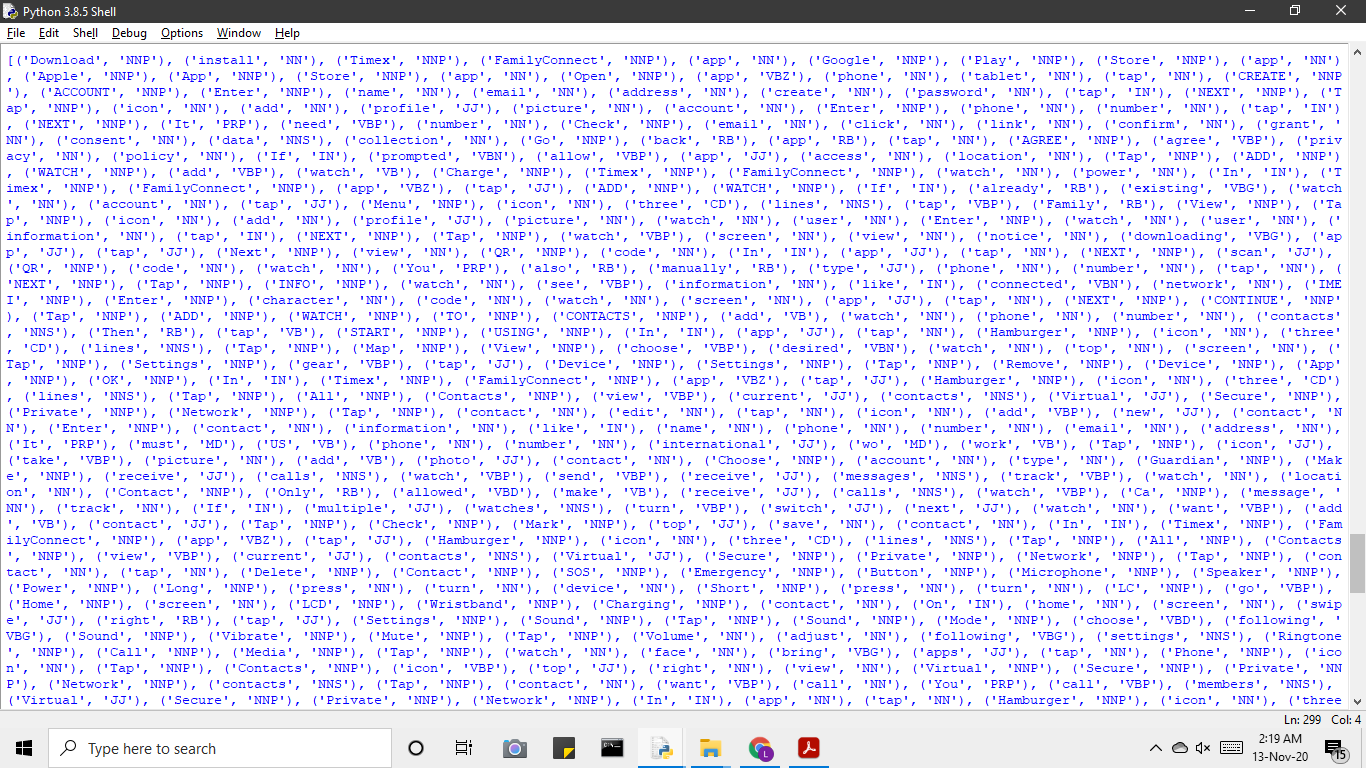 Python 3.8.5 Shell
File Edit Shell Debug Options Window Help
[('Download', 'NNP'), ('install', 'NN'), ('Timex', 'NNP'), ('FamilyConnect', 'NNP'), ('app', 'NN'), ('Google', 'NNP'), ('Play', 'NNP'), ('Store', 'NNP'), ('app', 'NN')
, ('Apple', 'NNP'), ('App', 'NNP'), ('Store', 'NNP'), ('app', 'NN'), ('Open', 'NNP'), ('app', 'VBZ'), ('phone', 'NN'), ('tablet', 'NN'), ('tap', 'NN'), ('CREATE', 'NNP
'), ('ACCOUNT', 'NNP'), ('Enter', 'NNP'), ('name', 'NN'), ('email', 'NN'), ('address', 'NN'), ('create', 'NN'), ('password', 'NN'), ('tap', 'IN'), ('NEXT', 'NNP'), ('T
ap', 'NNP'), ('icon', 'NN'), ('add', 'NN'), ('profile', 'JJ'), ('picture', 'NN'), ('account', 'NN'), ('Enter', 'NNP'), ('phone', 'NN'), ('number', 'NN'), ('tap', 'IN')
, ('NEXT', 'NNP'), ('It', 'PRP'), ('need', 'VBP'), ('number', 'NN'), ('Check', 'NNP'), ('email', 'NN'), ('click', 'NN'), ('link', 'NN'), ('confirm', 'NN'), ('grant', '
NN'), ('consent', 'NN'), ('data', 'NNS'), ('collection', 'NN'), ('Go', 'NNP'), ('back', 'RB'), ('app', 'RB'), ('tap', 'NN'), ('AGREE', 'NNP'), ('agree', 'VBP'), ('priv
acy', 'NN'), ('policy', 'NN'), ('If', 'IN'), ('prompted', 'VBN'), ('allow', 'VBP'), ('app', 'JJ'), ('access', 'NN'), ('location', 'NN'), ('Tap', 'NNP'), ('ADD', 'NNP'),
('WATCH', 'NNP'), ('add', 'VBP'), ('watch', 'VB'), ('Charge', 'NNP'), ('Timex', 'NNP'), ('FamilyConnect', 'NNP'), ('watch', 'NN'), ('power', 'NN'), ('In', 'IN'), ('T
imex', 'NNP'), ('FamilyConnect', 'NNP'), ('app', 'VBZ'), ('tap', 'JJ'), ('ADD', 'NNP'), ('WATCH', 'NNP'), ('If', 'IN'), ('already', 'RB'), ('existing', 'VBG'), ('watch
', 'NN'), ('account', 'NN'), ('tap', 'JJ'), ('Menu', 'NNP'), ('icon', 'NN'), ('three', 'CD'), ('lines', 'NNS'), ('tap', 'VBP'), ('Family', 'RB'), ('View', 'NNP'), ('Ta
p', 'NNP'), ('icon', 'NN'), ('add', 'NN'), ('profile', 'JJ'), ('picture', 'NN'), ('watch', 'NN'), ('user', 'NN'), ('Enter', 'NNP'), ('watch', 'NN'), ('user', 'NN'), ('
information', 'NN'), ('tap', 'IN'), ('NEXT', 'NNP'), ('Tap', 'NNP'), ('watch', 'VBP'), ('screen', 'NN'), ('view', 'NN'), ('notice', 'NN'), ('downloading', 'VBG'), ('ap
p', 'JJ'), ('tap', 'JJ'), ('Next', 'NNP'), ('view', 'NN'), ('QR', 'NNP'), ('code', 'NN'), ('In', 'IN'), ('app', 'JJ'), ('tap', 'NN'), ('NEXT', 'NNP'), ('scan', 'JJ'),
('QR', 'NNP'), ('code', 'NN'), ('watch', 'NN'), ('You', 'PRP'), ('also', 'RB'), ('manually', 'RB'), ('type', 'JJ'), ('phone', 'NN'), ('number', 'NN'), ('tap', 'NN'), (
'NEXT', 'NNP'), ('Tap', 'NNP'), ('INFO', 'NNP'), ('watch', 'NN'), ('see', 'VBP'), ('information', 'NN'), ('like', 'IN'), ('connected', 'VBN'), ('network', 'NN'), ('IME
I', 'NNP'), ('Enter', 'NNP'), ('character', 'NN'), ('code', 'NN'), ('watch', 'NN'), ('screen', 'NN'), ('app', 'JJ'), ('tap', 'NN'), ('NEXT', 'NNP'), ('CONTINUE', 'NNP'
), ('Tap', 'NNP'), ('ADD', 'NNP'), ('WATCH', 'NNP'), ('TO', 'NNP'), ('CONTACTS', 'NNP'), ('add', 'VB'), ('watch', 'NN'), ('phone', 'NN'), ('number', 'NN'), ('contacts'
, 'NNS'), ('Then', 'RB'), ('tap', 'VB'), ('START', 'NNP'), ('USING', 'NNP'), ('In', 'IN'), ('app', 'JJ'), ('tap', 'NN'), ('Hamburger', 'NNP'), ('icon', 'NN'), ('three'
, 'CD'), ('lines', 'NNS'), ('Tap', 'NNP'), ('Map', 'NNP'), ('View', 'NNP'), ('choose', 'VBP'), ('desired', 'VBN'), ('watch', 'NN'), ('top', 'NN'), ('screen', 'NN'), ('
Tap', 'NNP'), ('Settings', 'NNP'), ('gear', 'VBP'), ('tap', 'JJ'), ('Device', 'NNP'), ('Settings', 'NNP'), ('Tap', 'NNP'), ('Remove', 'NNP'), ('Device', 'NNP'), ('App'
, 'NNP'), ('OK', 'NNP'), ('In', 'IN'), ('Timex', 'NNP'), ('FamilyConnect', 'NNP'), ('app', 'VBZ'), ('tap', 'JJ'), ('Hamburger', 'NNP'), ('icon', 'NN'), ('three', 'CD'),
('lines', 'NNS'), ('Tap', 'NNP'), ('All', 'NNP'), ('Contacts', 'NNP'), ('view', 'VBP'), ('current', 'JJ'), ('contacts', 'NNS'), ('Virtual', 'JJ'), ('Secure', 'NNP'),
('Private', 'NNP'), ('Network', 'NNP'), ('Tap', 'NNP'), ('contact', 'NN'), ('edit', 'NN'), ('tap', 'NN'), ('icon', 'NN'), ('add', 'VBP'), ('new', 'JJ'), ('contact', 'N
N'), ('Enter', 'NNP'), ('contact', 'NN'), ('information', 'NN'), ('like', 'IN'), ('name', 'NN'), ('phone', 'NN'), ('number', 'NN'), ('email', 'NN'), ('address', 'NN'),
('It', 'PRP'), ('must', 'MD'), ('US', 'VB'), ('phone', 'NN'), ('number', 'NN'), ('international', 'JJ'), ('wo', 'MD'), ('work', 'VB'), ('Tap', 'NNP'), ('icon', 'JJ'),
('take', 'VBP'), ('picture', 'NN'), ('add', 'VB'), ('photo', 'JJ'), ('contact', 'NN'), ('Choose', 'NNP'), ('account', 'NN'), ('type', 'NN'), ('Guardian', 'NNP'), ('Mak
e', 'NNP'), ('receive', 'JJ'), ('calls', 'NNS'), ('watch', 'VBP'), ('send', 'VBP'), ('receive', 'JJ'), ('messages', 'NNS'), ('track', 'VBP'), ('watch', 'NN'), ('locati
on', 'NN'), ('Contact', 'NNP'), ('Only', 'RB'), ('allowed', 'VBD'), ('make', 'VB'), ('receive', 'JJ'), ('calls', 'NNS'), ('watch', 'VBP'), ('Ca', 'NNP'), ('message', '
NN'), ('track', 'NN'), ('If', 'IN'), ('multiple', 'JJ'), ('watches', 'NNS'), ('turn', 'VBP'), ('switch', 'JJ'), ('next', 'JJ'), ('watch', 'NN'), ('want', 'VBP'), ('add
', 'VB'), ('contact', 'JJ'), ('Tap', 'NNP'), ('Check', 'NNP'), ('Mark', 'NNP'), ('top', 'JJ'), ('save', 'NN'), ('contact', 'NN'), ('In', 'IN'), ('Timex', 'NNP'), ('Fam
ilyConnect', 'NNP'), ('app', 'VBZ'), ('tap', 'JJ'), ('Hamburger', 'NNP'), ('icon', 'NN'), ('three', 'CD'), ('lines', 'NNS'), ('Tap', 'NNP'), ('All', 'NNP'), ('Contacts
', 'NNP'), ('view', 'VBP'), ('current', 'JJ'), ('contacts', 'NNS'), ('Virtual', 'JJ'), ('Secure', 'NNP'), ('Private', 'NNP'), ('Network', 'NNP'), ('Tap', 'NNP'), ('con
tact', 'NN'), ('tap', 'NN'), ('Delete', 'NNP'), ('Contact', 'NNP'), ('SOS', 'NNP'), ('Emergency', 'NNP'), ('Button', 'NNP'), ('Microphone', 'NNP'), ('Speaker', 'NNP'),
('Power', 'NNP'), ('Long', 'NNP'), ('press', 'NN'), ('turn', 'NN'), ('device', 'NN'), ('Short', 'NNP'), ('press', 'NN'), ('turn', 'NN'), ('LC', 'NNP'), ('go', 'VBP'),
('Home', 'NNP'), ('screen', 'NN'), ('LCD', 'NNP'), ('Wristband', 'NNP'), ('Charging', 'NNP'), ('contact', 'NN'), ('On', 'IN'), ('home', 'NN'), ('screen', 'NN'), ('swip
e', 'JJ'), ('right', 'RB'), ('tap', 'JJ'), ('Settings', 'NNP'), ('Sound', 'NNP'), ('Tap', 'NNP'), ('Sound', 'NNP'), ('Mode', 'NNP'), ('choose', 'VBD'), ('following', '
VBG'), ('Sound', 'NNP'), ('Vibrate', 'NNP'), ('Mute', 'NNP'), ('Tap', 'NNP'), ('Volume', 'NN'), ('adjust', 'NN'), ('following', 'VBG'), ('settings', 'NNS'), ('Ringtone
', 'NNP'), ('Call', 'NNP'), ('Media', 'NNP'), ('Tap', 'NNP'), ('watch', 'NN'), ('face', 'NN'), ('bring', 'VBG'), ('apps', 'JJ'), ('tap', 'NN'), ('Phone', 'NNP'), ('ico
n', 'NN'), ('Tap', 'NNP'), ('Contacts', 'NNP'), ('icon', 'VBP'), ('top', 'JJ'), ('right', 'NN'), ('view', 'NN'), ('Virtual', 'NNP'), ('Secure', 'NNP'), ('Private', 'NN
P'), ('Network', 'NNP'), ('contacts', 'NNS'), ('Tap', 'NNP'), ('contact', 'NN'), ('want', 'VBP'), ('call', 'NN'), ('You', 'PRP'), ('call', 'VBP'), ('members', 'NNS'),
('Virtual', 'JJ'), ('Secure', 'NNP'), ('Private', 'NNP'), ('Network', 'NNP'), ('In', 'IN'), ('app', 'NN'), ('tap', 'NN'), ('Hamburger', 'NNP'), ('icon', 'NN'), ('three
Ln: 299 Col: 4
Type here to search
L
2:19 AM
13-Nov-20
15